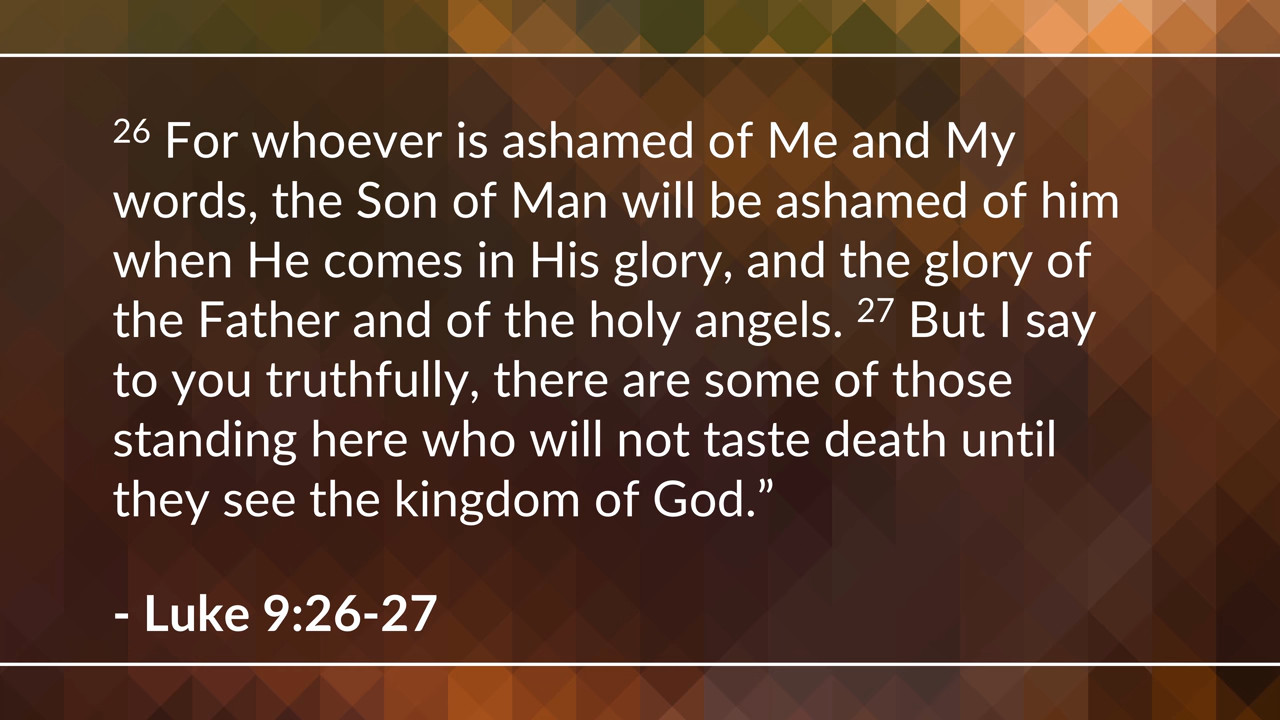 26 For whoever is ashamed of Me and My
words, the Son of Man will be ashamed of him
when He comes in His glory, and the glory of
the Father and of the holy angels. 27 But I say
to you truthfully, there are some of those
standing here who will not taste death until
they see the kingdom of God.”
- Luke 9:26-27